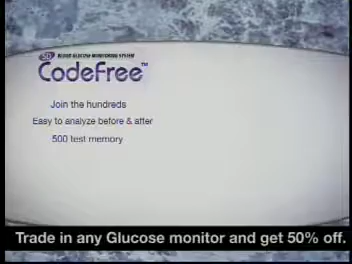 SD BLOOD GLUCOSE MONITORING SYSTEM
CodeFree™
Join the hundreds
Easy to analyze before & after
500 test memory
Trade in any Glucose monitor and get 50% off.